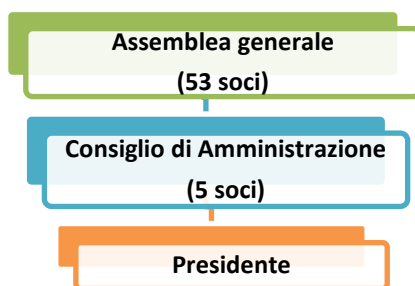 Assemblea generale
(53 soci)
Consiglio di Amministrazione
(5 soci)
Presidente